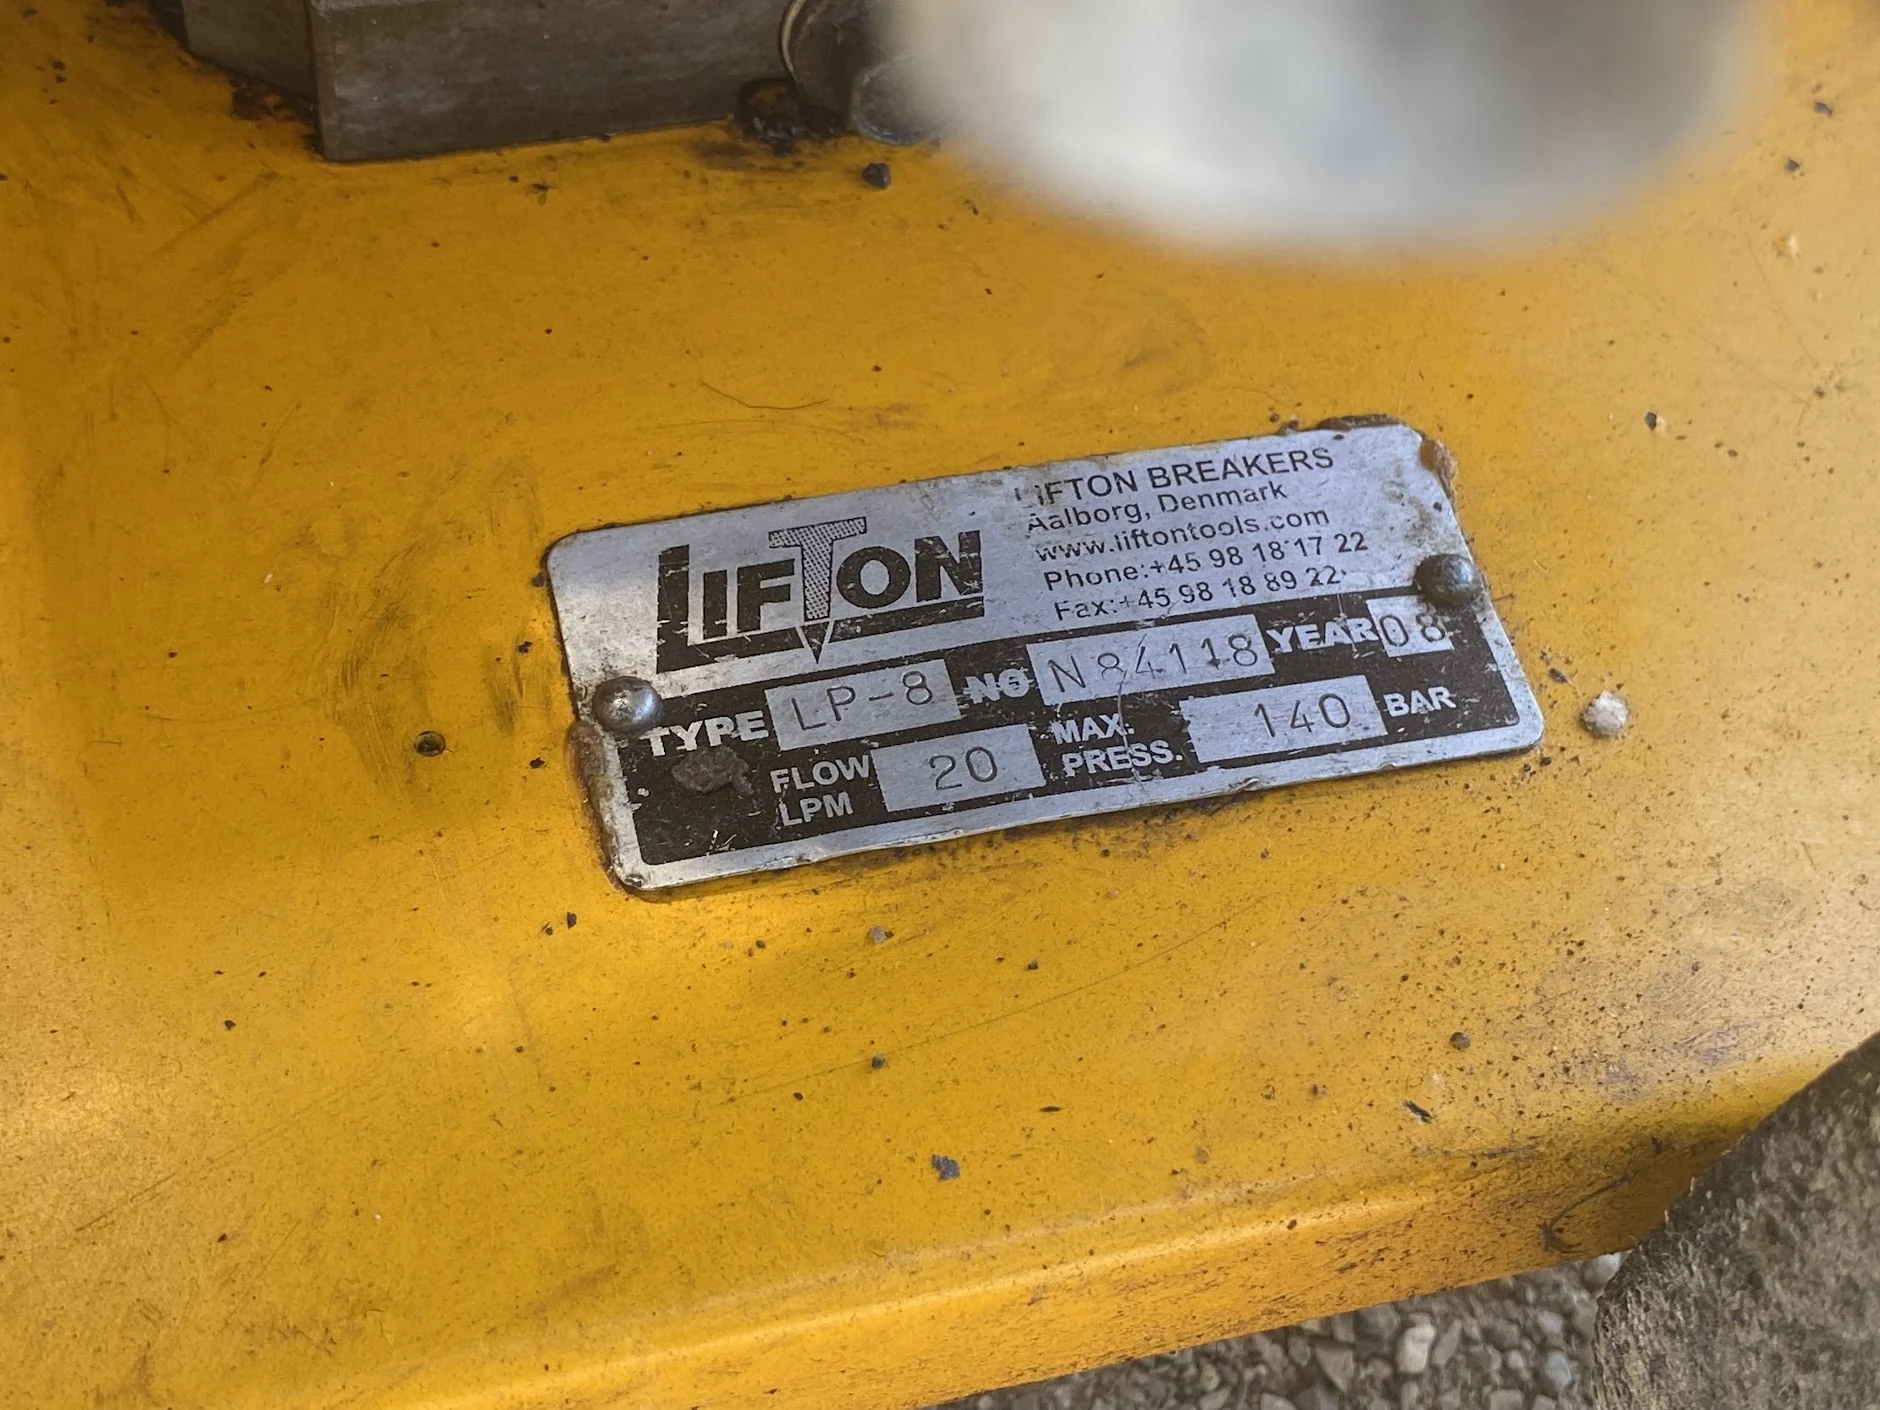 LIFTON
LIFTON BREAKERS
Aalborg, Denmark
www.liftontools.com
Phone:+45 98 18 17 22
Fax:+45 98 18 89 22
TYPE LP-8 NO N84118 YEAR 08
FLOW LPM 20 MAX. PRESS. 140 BAR